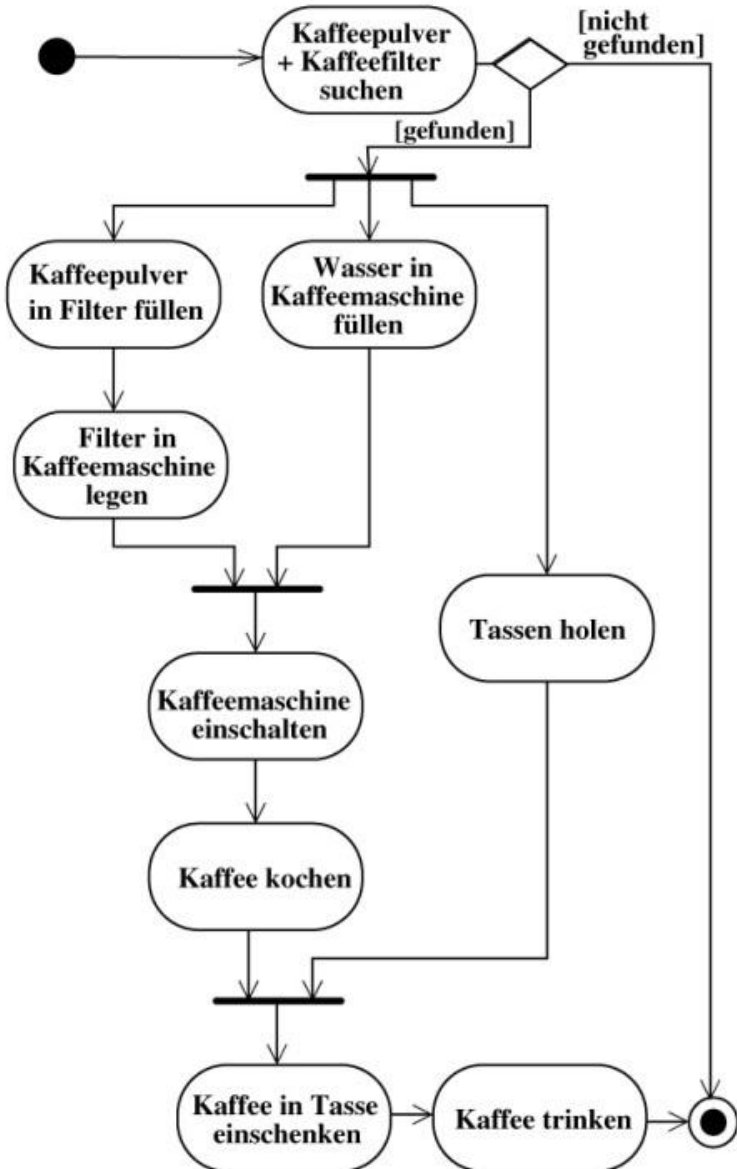 Kaffeepulver
+ Kaffeefilter
suchen
[nicht
gefunden]
[gefunden]
Kaffeepulver
in Filter füllen
Wasser in
Kaffeemaschine
füllen
Filter in
Kaffeemaschine
legen
Tassen holen
Kaffeemaschine
einschalten
Kaffee kochen
Kaffee in Tasse
einschenken
Kaffee trinken